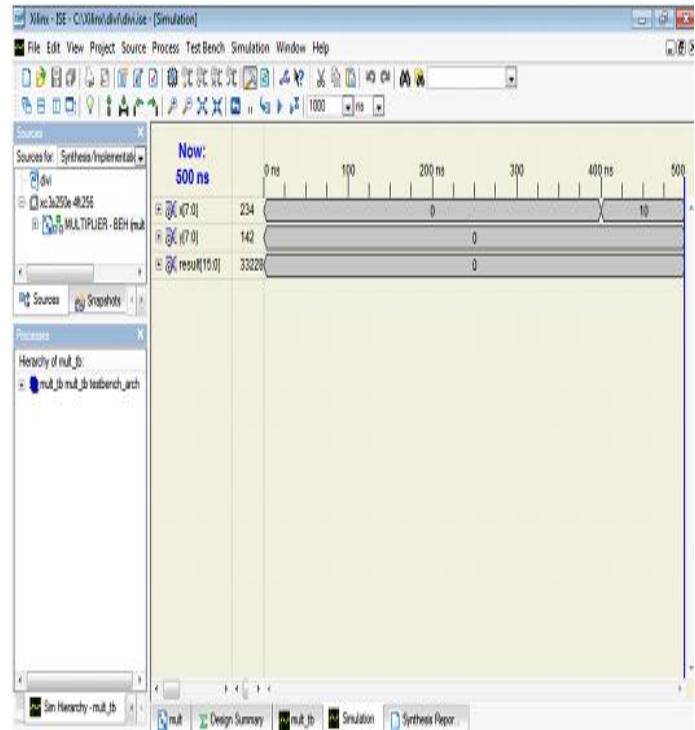 Xilinx - ISE - C:\Xilinx\divi\divi.ise - [Simulation]
File Edit View Project Source Process Test Bench Simulation Window Help
1000 ns
Sources
Sources for: Synthesis/Implementati
divi
xc3s250e-4ft256
MULTIPLIER - BEH (mult
Sources Snapshots
Processes
Hierarchy of mult_tb:
mult_tb mult_tb testbench_arch
Sim Hierarchy - mult_tb
Now:
500 ns
0 ns 100 200 ns 300 400 ns 500
x[7:0] 234 0 10
y[7:0] 142 0
result[15:0] 33228 0
mult Design Summary mult_tb Simulation Synthesis Repor...